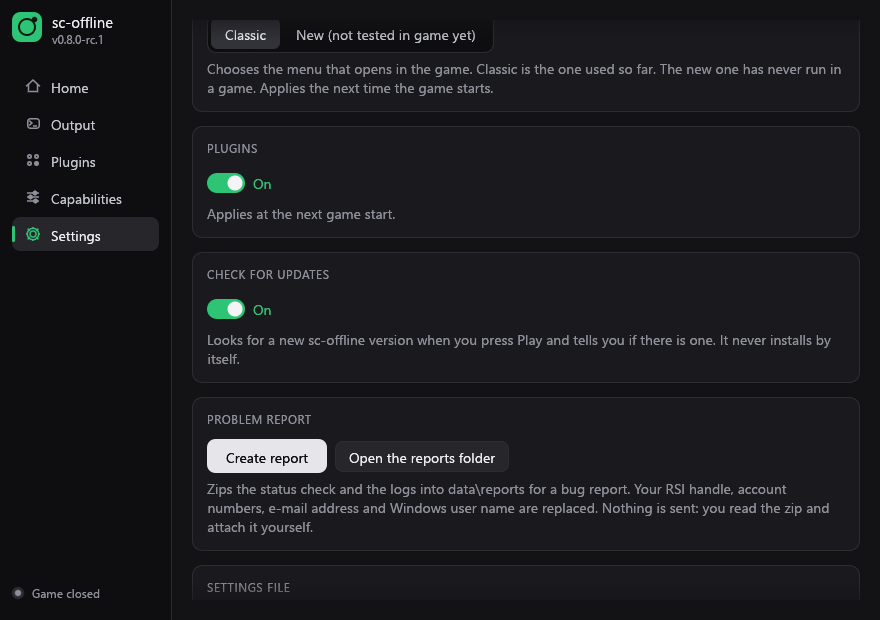 sc-offline
v0.8.0-rc.1
Home
Output
Plugins
Capabilities
Settings
Game closed
Classic
New (not tested in game yet)
Chooses the menu that opens in the game. Classic is the one used so far. The new one has never run in
a game. Applies the next time the game starts.
PLUGINS
On
Applies at the next game start.
CHECK FOR UPDATES
On
Looks for a new sc-offline version when you press Play and tells you if there is one. It never installs by
itself.
PROBLEM REPORT
Create report
Open the reports folder
Zips the status check and the logs into data\reports for a bug report. Your RSI handle, account
numbers, e-mail address and Windows user name are replaced. Nothing is sent: you read the zip and
attach it yourself.
SETTINGS FILE